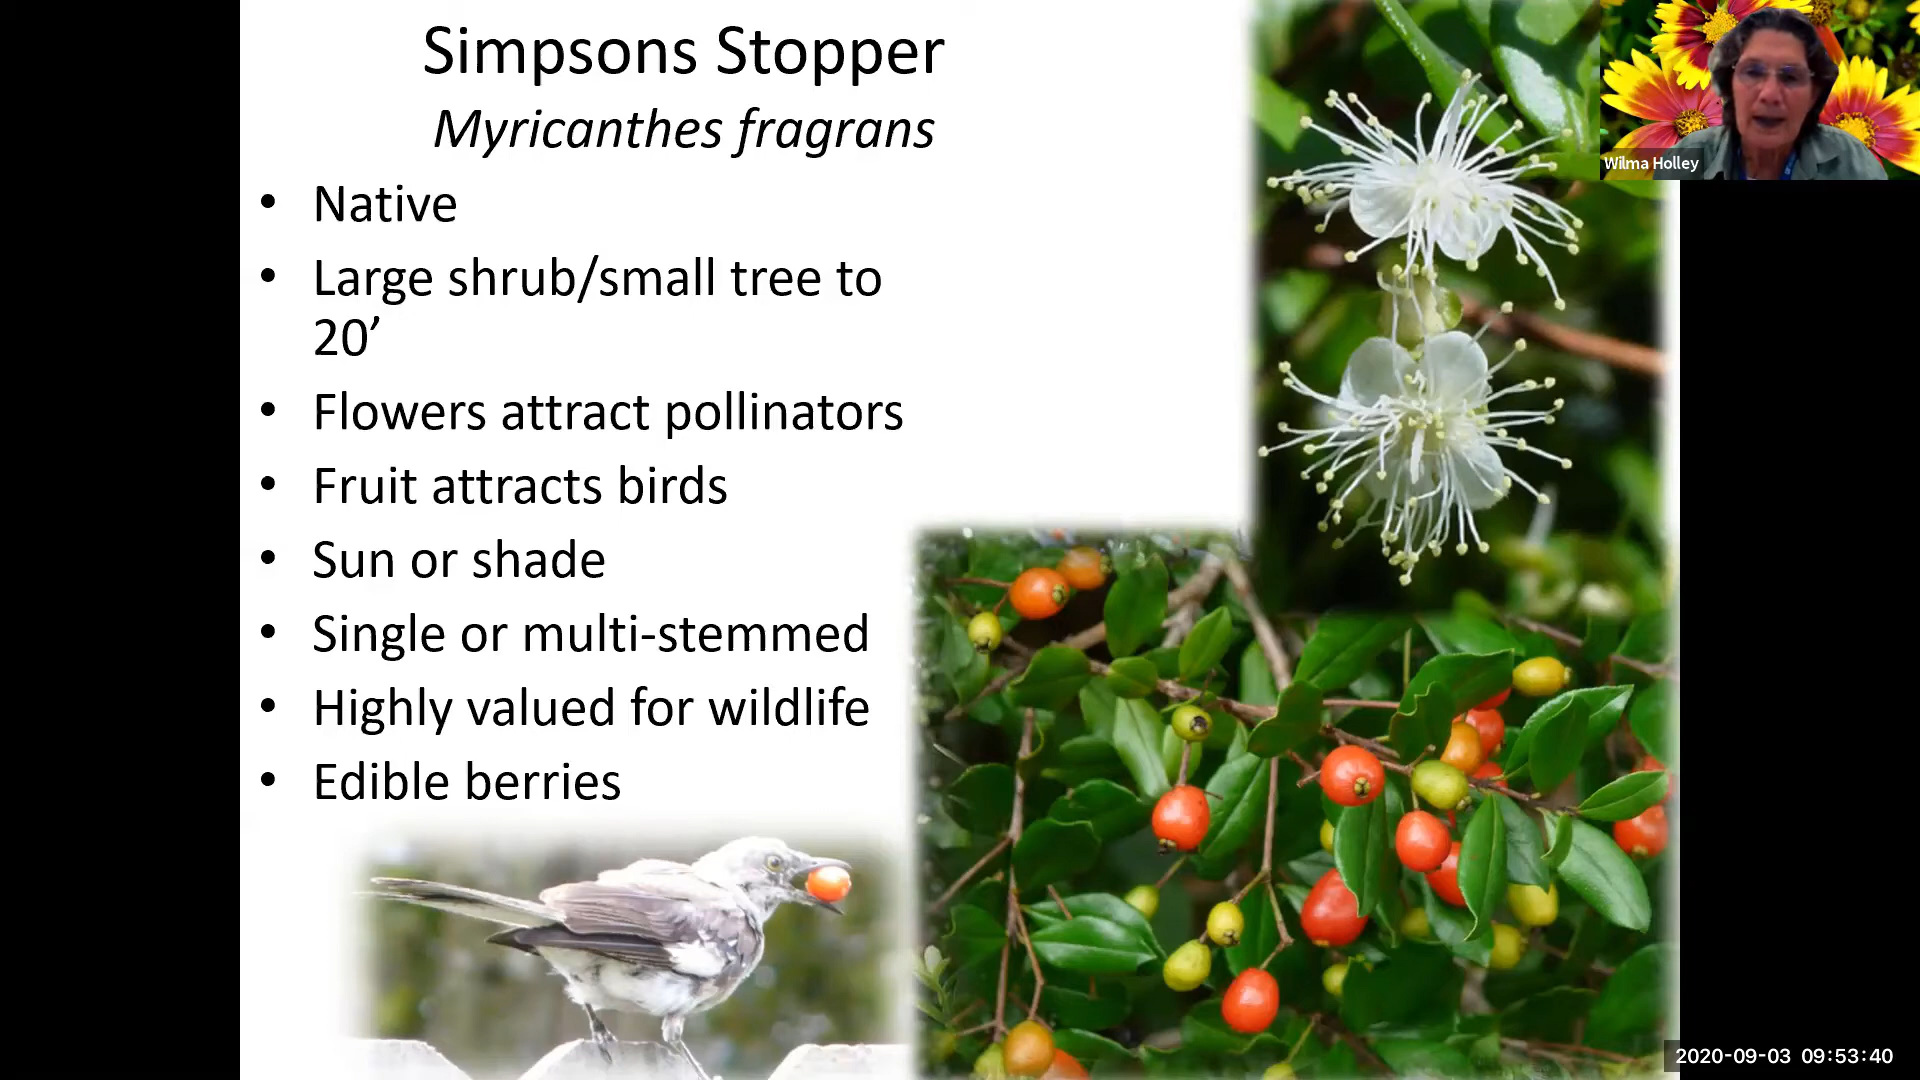 Simpsons Stopper
Myricanthes fragrans
• Native
• Large shrub/small tree to
20’
• Flowers attract pollinators
• Fruit attracts birds
• Sun or shade
• Single or multi-stemmed
• Highly valued for wildlife
• Edible berries
Wilma Holley
2020-09-03 09:53:40